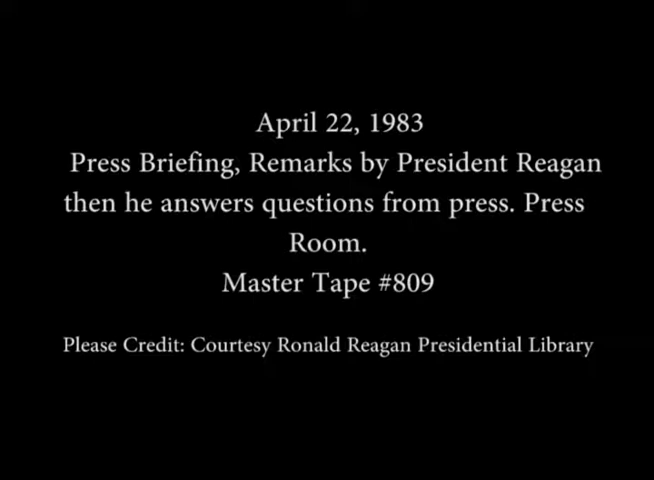 April 22, 1983
Press Briefing, Remarks by President Reagan
then he answers questions from press. Press
Room.
Master Tape #809
Please Credit: Courtesy Ronald Reagan Presidential Library